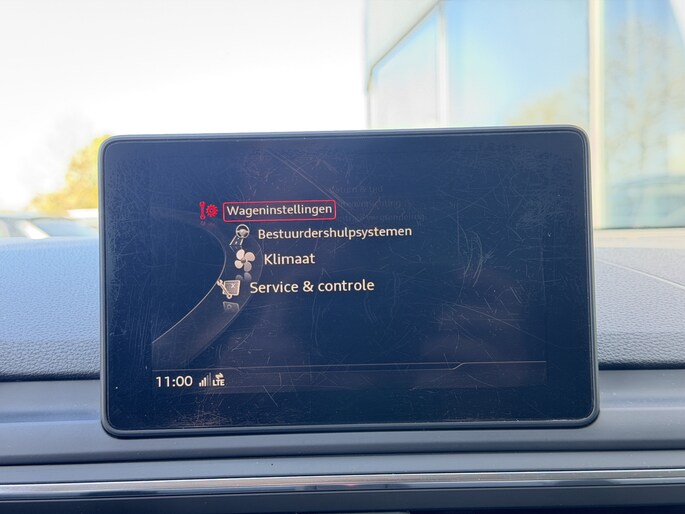 Wageninstellingen
Bestuurdershulpsystemen
Klimaat
Service & controle
11:00 LTE